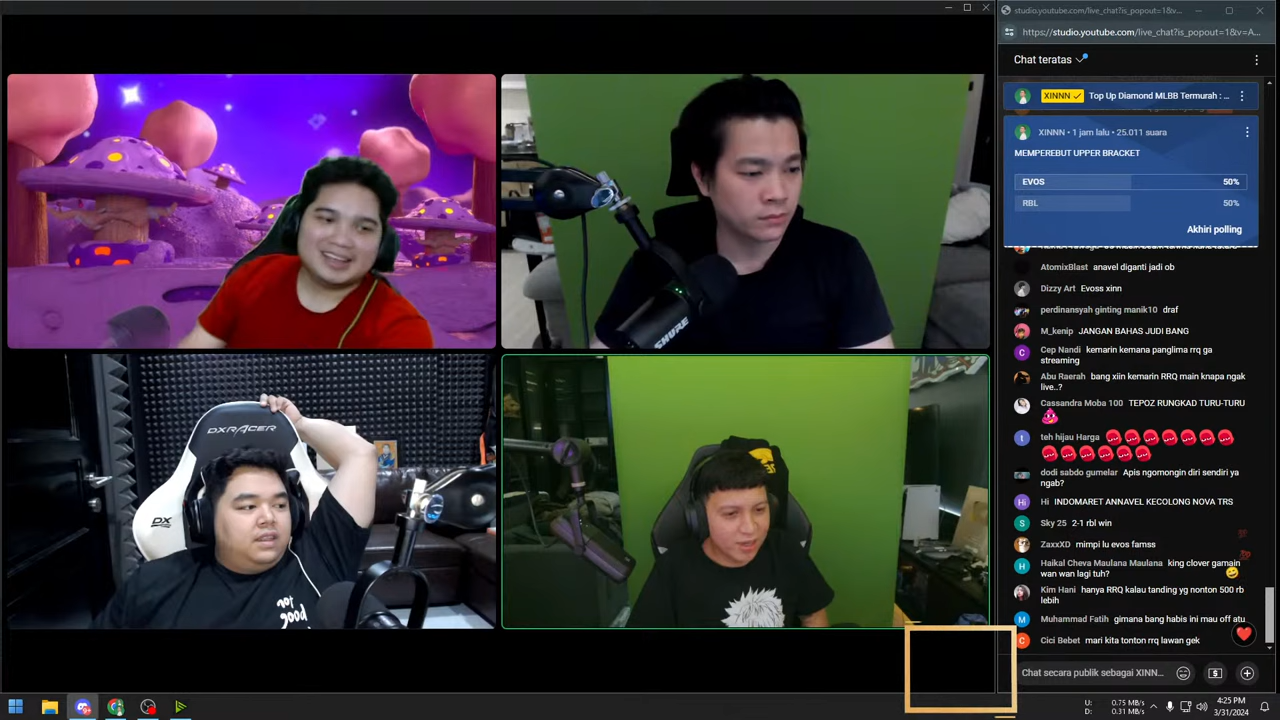 studio.youtube.com/live_chat?is_popout=1&v...
https://studio.youtube.com/live_chat?is_popout=1&v=A...
Chat teratas
XINNN Top Up Diamond MLBB Termurah : ...
XINNN • 1 jam lalu • 25.011 suara
MEMPEREBUT UPPER BRACKET
EVOS 50%
RBL 50%
Akhiri polling
AtomixBlast anavel diganti jadi ob
Dizzy Art Evoss xinn
perdinansyah ginting manik10 draf
M_kenip JANGAN BAHAS JUDI BANG
Cep Nandi kemarin kemana pnglima rrq ga
streaming
Abu Raerah bang xiin kemarin RRQ main knapa ngak
live..?
Cassandra Moba 100 TEPOZ RUNGKAD TURU-TURU
teh hijau Harga
dodi sabdo gumelar Apis ngomongin diri sendiri ya
ngab?
Hi INDOMARET ANNAVEL KECOLONG NOVA TRS
Sky 25 2-1 rbl win
ZaxxXD mimpi lu evos famss
Haikal Cheva Maulana Maulana king clover gamain
wan wan lagi tuh?
Kim Hani hanya RRQ kalau tanding yg nonton 500 rb
lebih
Muhammad Fatih gimana bang habis ini mau off atu
Cici Bebet mari kita tonton rrq lawan gek
Chat secara publik sebagai XINN...
DXRACER
DX
SHURE
not
good
U: 0.75 MB/s
D: 0.31 MB/s
4:25 PM
3/31/2024